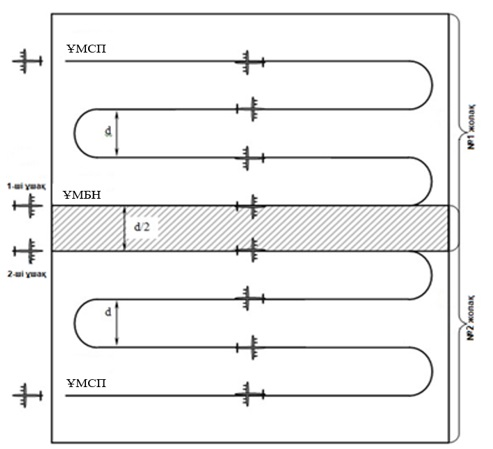 ҰМСП
d
№1 жолақ
1-ші ұшақ
ҰМБН
d/2
2-ші ұшақ
d
№2 жолақ
ҰМСП